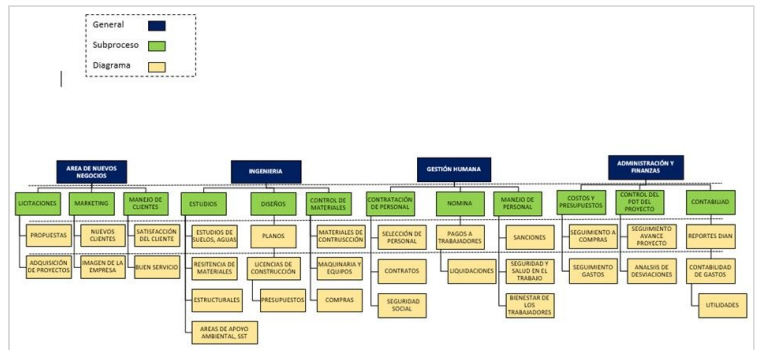 General
Subproceso
Diagrama
AREA DE NUEVOS
NEGOCIOS
INGENIERIA
GESTIÓN HUMANA
ADMINISTRACIÓN Y
FINANZAS
LICITACIONES
MARKETING
MANEJO DE
CLIENTES
ESTUDIOS
DISEÑOS
CONTROL DE
MATERIALES
CONTRATACIÓN
DE PERSONAL
NOMINA
MANEJO DE
PERSONAL
COSTOS Y
PRESUPUESTOS
CONTROL DEL
PDT DEL
PROYECTO
CONTABILIAD
PROPUESTAS
NUEVOS
CLIENTES
SATISFACCIÓN
DEL CLIENTE
ESTUDIOS DE
SUELOS, AGUAS
PLANOS
MATERIALES DE
CONTRUSCCIÓN
SELECCIÓN DE
PERSONAL
PAGOS A
TRABAJADORES
SANCIONES
SEGUIMIENTO A
COMPRAS
SEGUIMIENTO
AVANCE
PROYECTO
REPORTES DIAN
ADQUISICIÓN
DE PROYECTOS
IMAGEN DE LA
EMPRESA
BUEN SERVICIO
RESITENCIA DE
MATERIALES
LICENCIAS DE
CONSTRUCCIÓN
MAQUINARIA Y
EQUIPOS
CONTRATOS
LIQUIDACIONES
SEGURIDAD Y
SALUD EN EL
TRABAJO
SEGUIMIENTO
GASTOS
ANALSIS DE
DESVIACIONES
CONTABILIDAD
DE GASTOS
ESTRUCTURALES
PRESUPUESTOS
COMPRAS
SEGURIDAD
SOCIAL
BIENESTAR DE
LOS
TRABAJADORES
UTILIDADES
AREAS DE APOYO
AMBIENTAL, SST